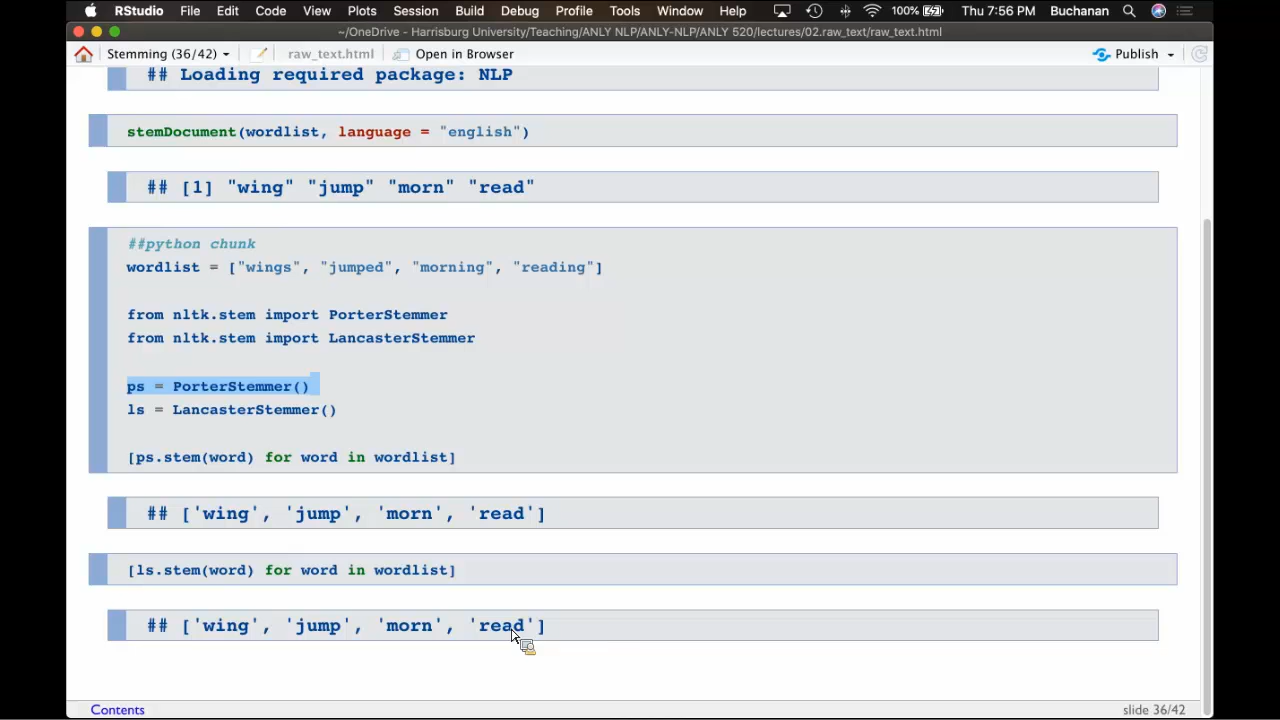 RStudio File Edit Code View Plots Session Build Debug Profile Tools Window Help 100% Thu 7:56 PM Buchanan
~/OneDrive - Harrisburg University/Teaching/ANLY NLP/ANLY-NLP/ANLY 520/lectures/02.raw_text/raw_text.html
Stemming (36/42) raw_text.html Open in Browser Publish
## Loading required package: NLP
stemDocument(wordlist, language = "english")
## [1] "wing" "jump" "morn" "read"
##python chunk
wordlist = ["wings", "jumped", "morning", "reading"]
from nltk.stem import PorterStemmer
from nltk.stem import LancasterStemmer
ps = PorterStemmer()
ls = LancasterStemmer()
[ps.stem(word) for word in wordlist]
## ['wing', 'jump', 'morn', 'read']
[ls.stem(word) for word in wordlist]
## ['wing', 'jump', 'morn', 'read']
Contents slide 36/42